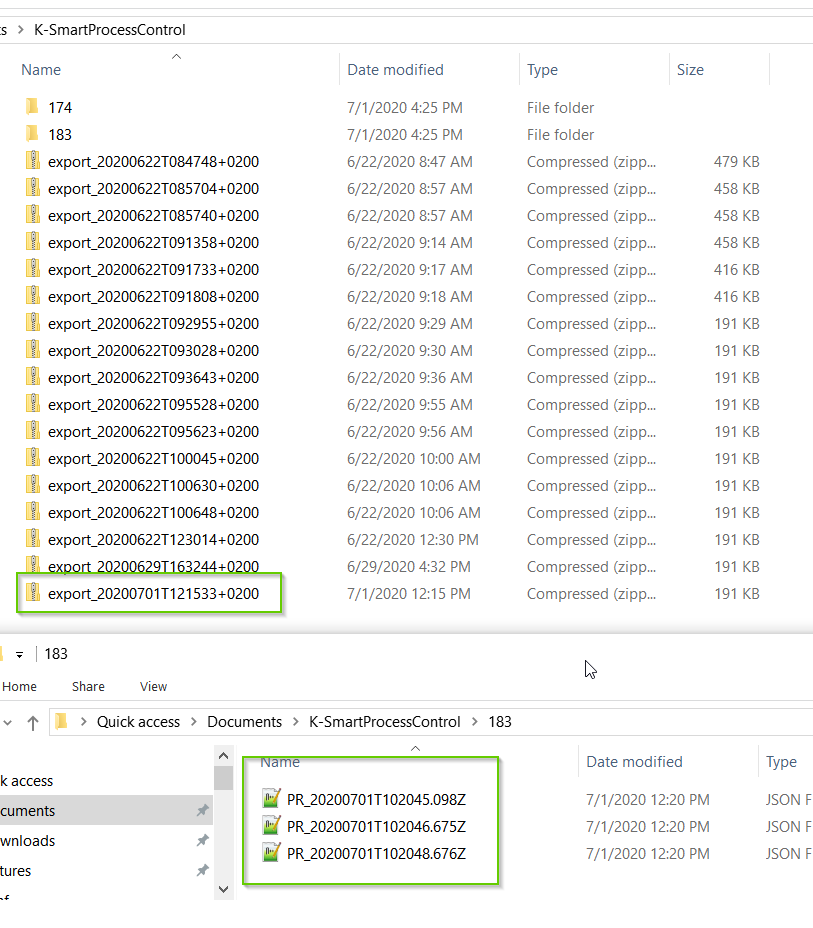 s > K-SmartProcessControl
Name Date modified Type Size
174 7/1/2020 4:25 PM File folder
183 7/1/2020 4:25 PM File folder
export_20200622T084748+0200 6/22/2020 8:47 AM Compressed (zipp... 479 KB
export_20200622T085704+0200 6/22/2020 8:57 AM Compressed (zipp... 458 KB
export_20200622T085740+0200 6/22/2020 8:57 AM Compressed (zipp... 458 KB
export_20200622T091358+0200 6/22/2020 9:14 AM Compressed (zipp... 458 KB
export_20200622T091733+0200 6/22/2020 9:17 AM Compressed (zipp... 416 KB
export_20200622T091808+0200 6/22/2020 9:18 AM Compressed (zipp... 416 KB
export_20200622T092955+0200 6/22/2020 9:29 AM Compressed (zipp... 191 KB
export_20200622T093028+0200 6/22/2020 9:30 AM Compressed (zipp... 191 KB
export_20200622T093643+0200 6/22/2020 9:36 AM Compressed (zipp... 191 KB
export_20200622T095528+0200 6/22/2020 9:55 AM Compressed (zipp... 191 KB
export_20200622T095623+0200 6/22/2020 9:56 AM Compressed (zipp... 191 KB
export_20200622T100045+0200 6/22/2020 10:00 AM Compressed (zipp... 191 KB
export_20200622T100630+0200 6/22/2020 10:06 AM Compressed (zipp... 191 KB
export_20200622T100648+0200 6/22/2020 10:06 AM Compressed (zipp... 191 KB
export_20200622T123014+0200 6/22/2020 12:30 PM Compressed (zipp... 191 KB
export_20200629T163244+0200 6/29/2020 4:32 PM Compressed (zipp... 191 KB
export_20200701T121533+0200 7/1/2020 12:15 PM Compressed (zipp... 191 KB
183
Home Share View
> Quick access > Documents > K-SmartProcessControl > 183
Name Date modified Type
k access
PR_20200701T102045.098Z 7/1/2020 12:20 PM JSON F
cuments
PR_20200701T102046.675Z 7/1/2020 12:20 PM JSON F
wnloads
PR_20200701T102048.676Z 7/1/2020 12:20 PM JSON F
tures